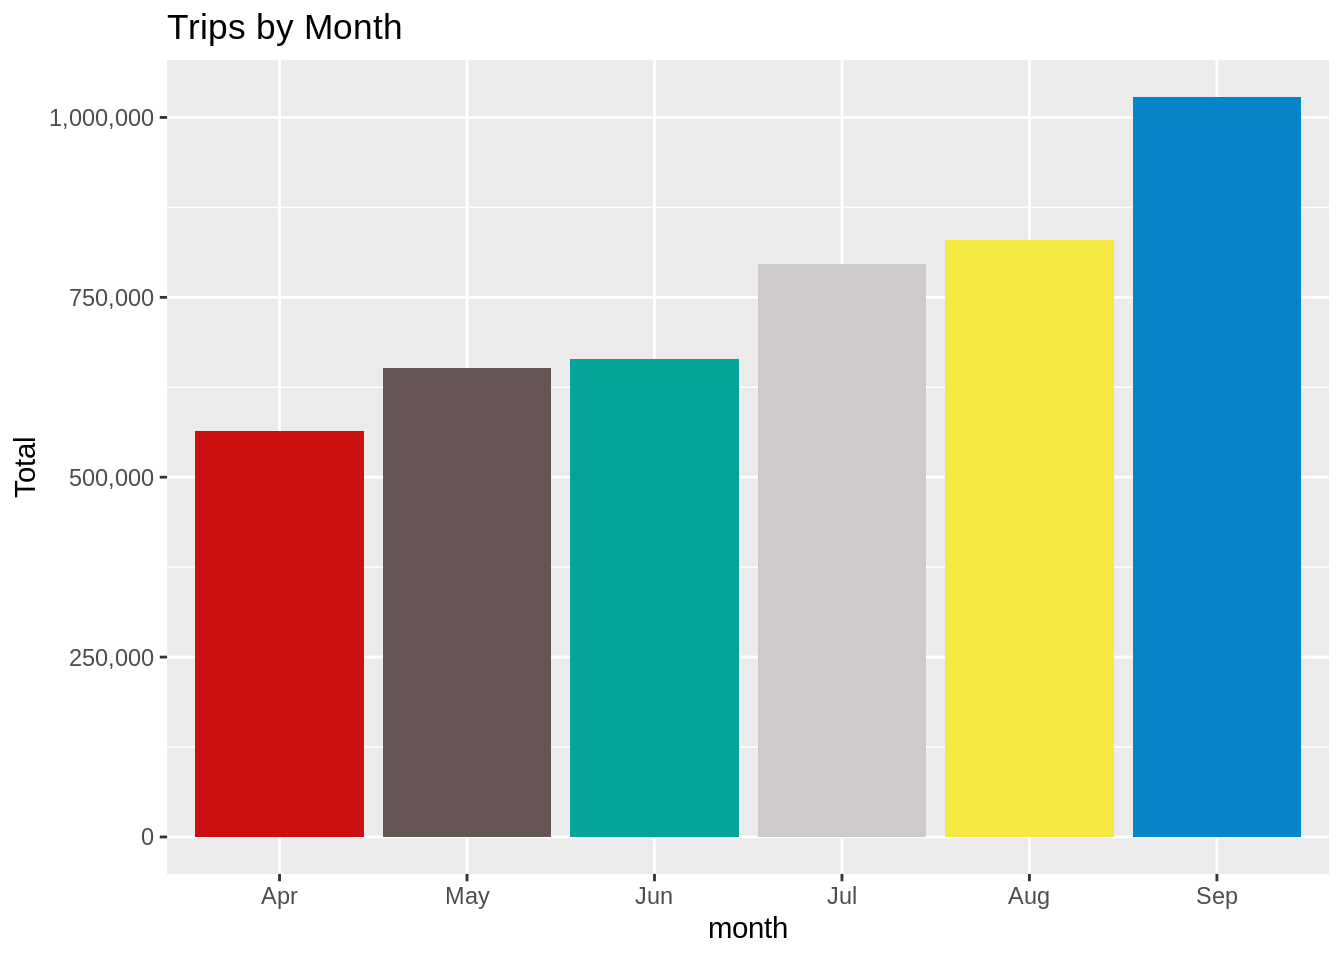 Trips by Month
1,000,000
750,000
500,000
250,000
0
Total
Apr May Jun Jul Aug Sep
month